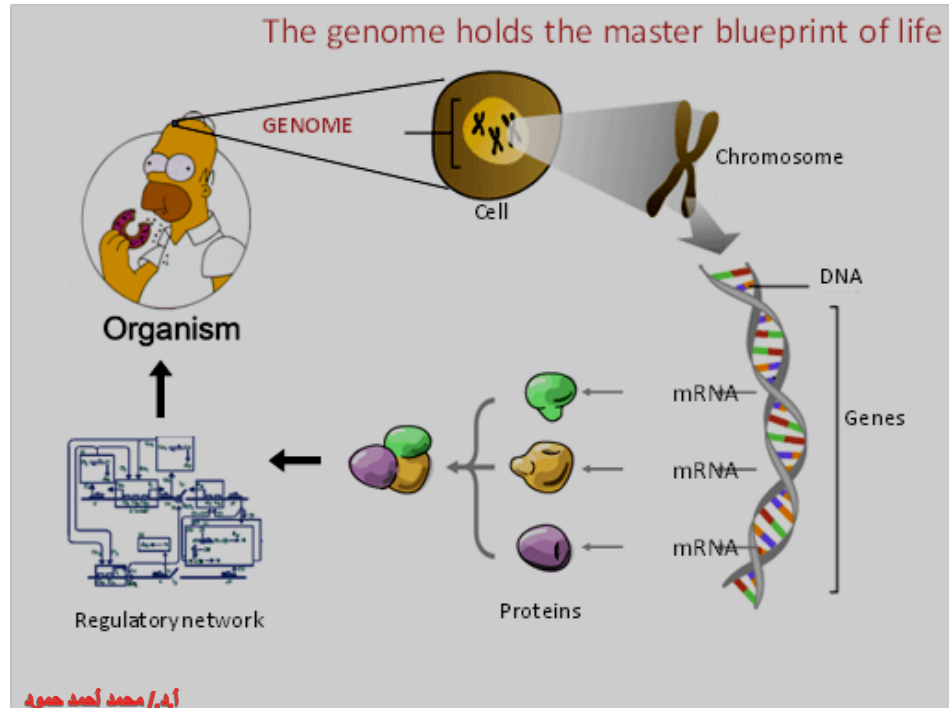 The genome holds the master blueprint of life
GENOME
Cell
Chromosome
DNA
Organism
mRNA
Genes
mRNA
mRNA
Proteins
Regulatory network
أ.د./ محمد أحمد حمود